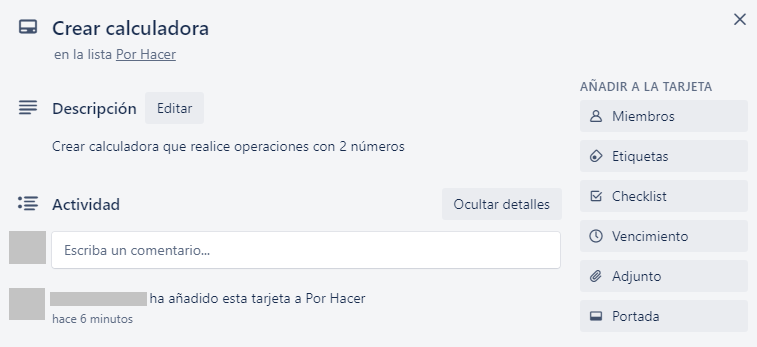 Crear calculadora
en la lista Por Hacer
Descripción Editar
Crear calculadora que realice operaciones con 2 números
Actividad Ocultar detalles
Escriba un comentario...
ha añadido esta tarjeta a Por Hacer
hace 6 minutos
AÑADIR A LA TARJETA
Miembros
Etiquetas
Checklist
Vencimiento
Adjunto
Portada